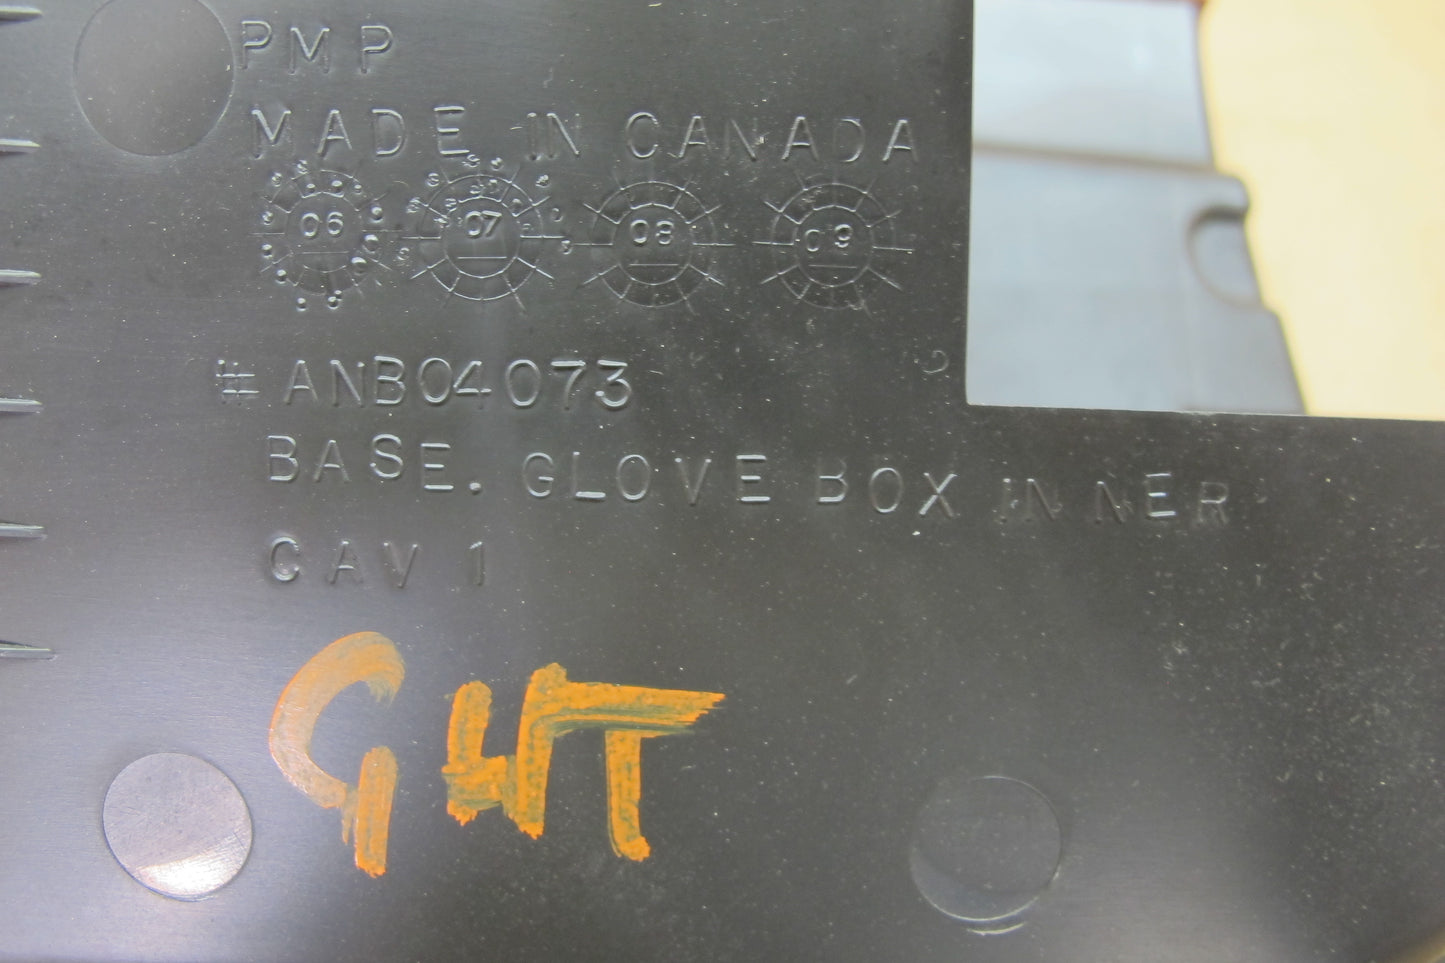 PMP
MADE IN CANADA
06 07 08 09
# ANB04073
BASE. GLOVE BOX INNER
CAV 1
GHT